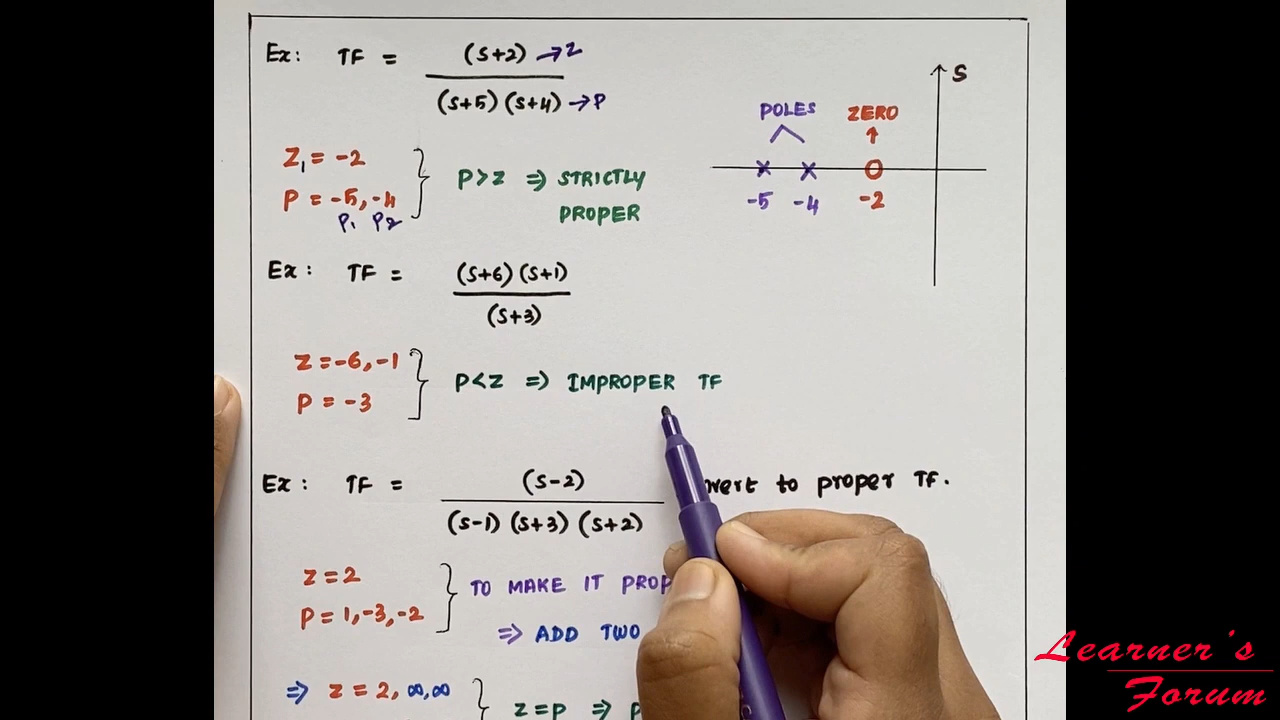 Ex: TF = (s+2) → Z
(s+5) (s+4) → P
Z₁ = -2
P = -5, -4
P₁ P₂
P>Z ⇒ STRICTLY
PROPER
S
POLES ZERO
-5 -4 -2
Ex: TF = (s+6) (s+1)
(s+3)
Z = -6, -1
P = -3
P<Z ⇒ IMPROPER TF
Ex: TF = (s-2) to proper TF.
(s-1) (s+3) (s+2)
Z = 2
P = 1, -3, -2
TO MAKE IT
⇒ ADD TWO
⇒ Z = 2, ∞, ∞
Z = P ⇒
Learner's
Forum